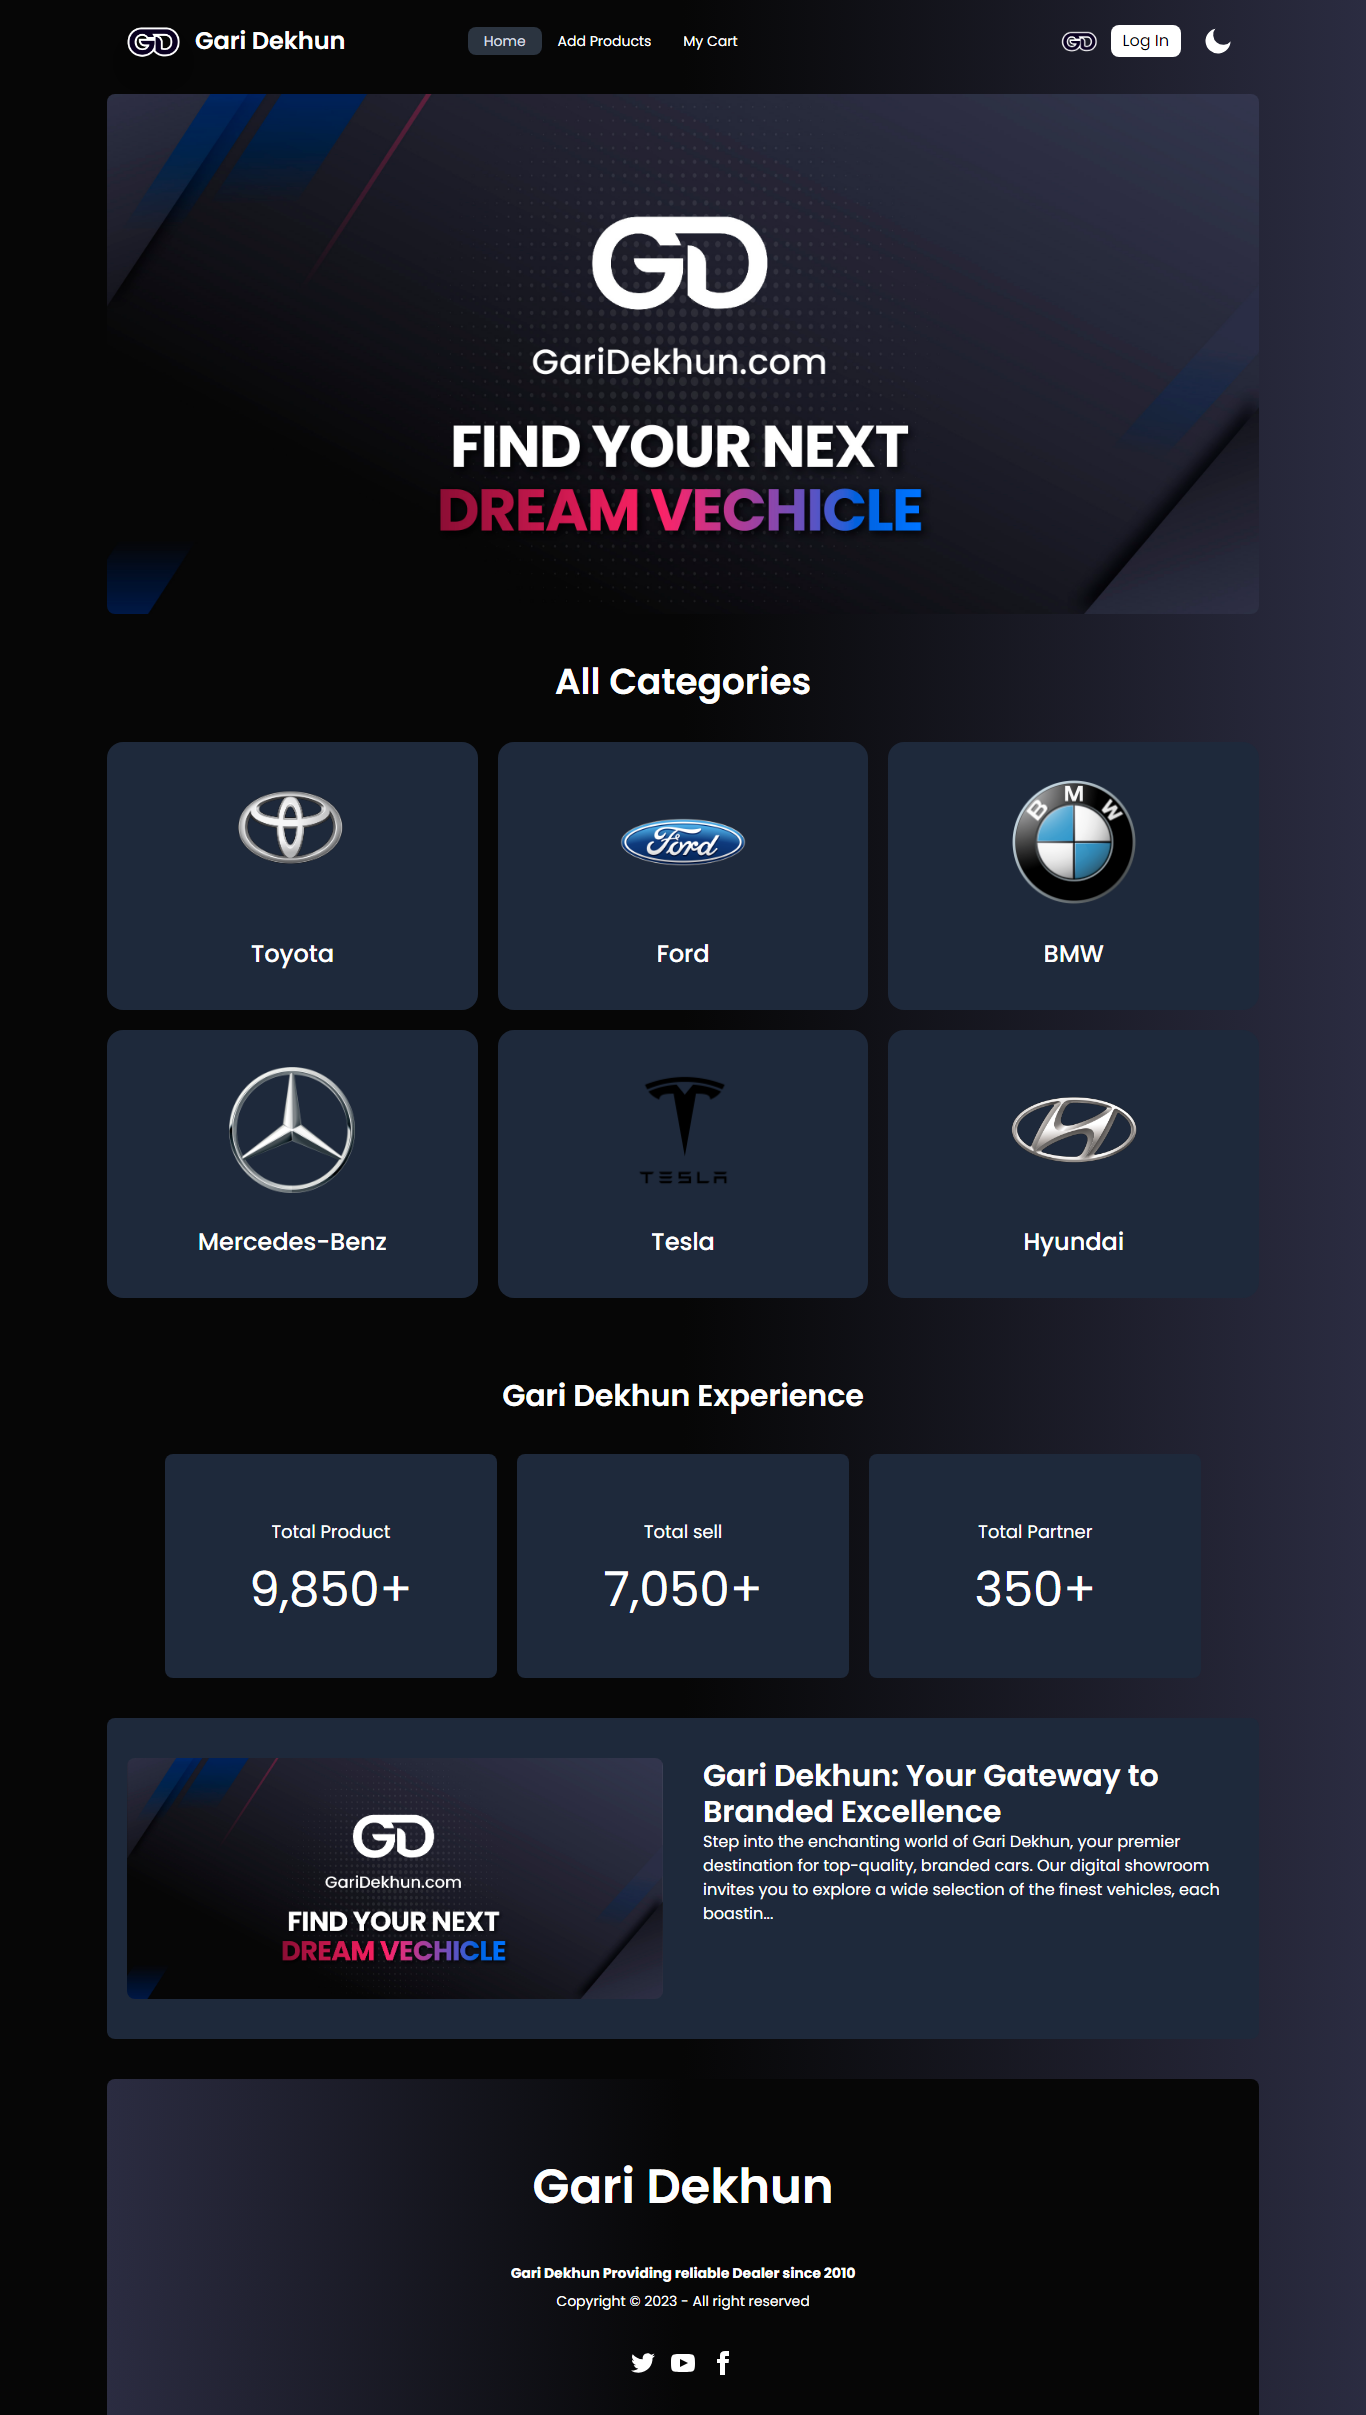 GD Gari Dekhun
Home Add Products My Cart
GD Log In
GD
GariDekhun.com
FIND YOUR NEXT
DREAM VECHICLE
All Categories
Ford
B M W
Toyota Ford BMW
TESLA
Mercedes-Benz Tesla Hyundai
Gari Dekhun Experience
Total Product Total sell Total Partner
9,850+ 7,050+ 350+
GD
GariDekhun.com
FIND YOUR NEXT
DREAM VECHICLE
Gari Dekhun: Your Gateway to
Branded Excellence
Step into the enchanting world of Gari Dekhun, your premier
destination for top-quality, branded cars. Our digital showroom
invites you to explore a wide selection of the finest vehicles, each
boastin...
Gari Dekhun
Gari Dekhun Providing reliable Dealer since 2010
Copyright © 2023 - All right reserved